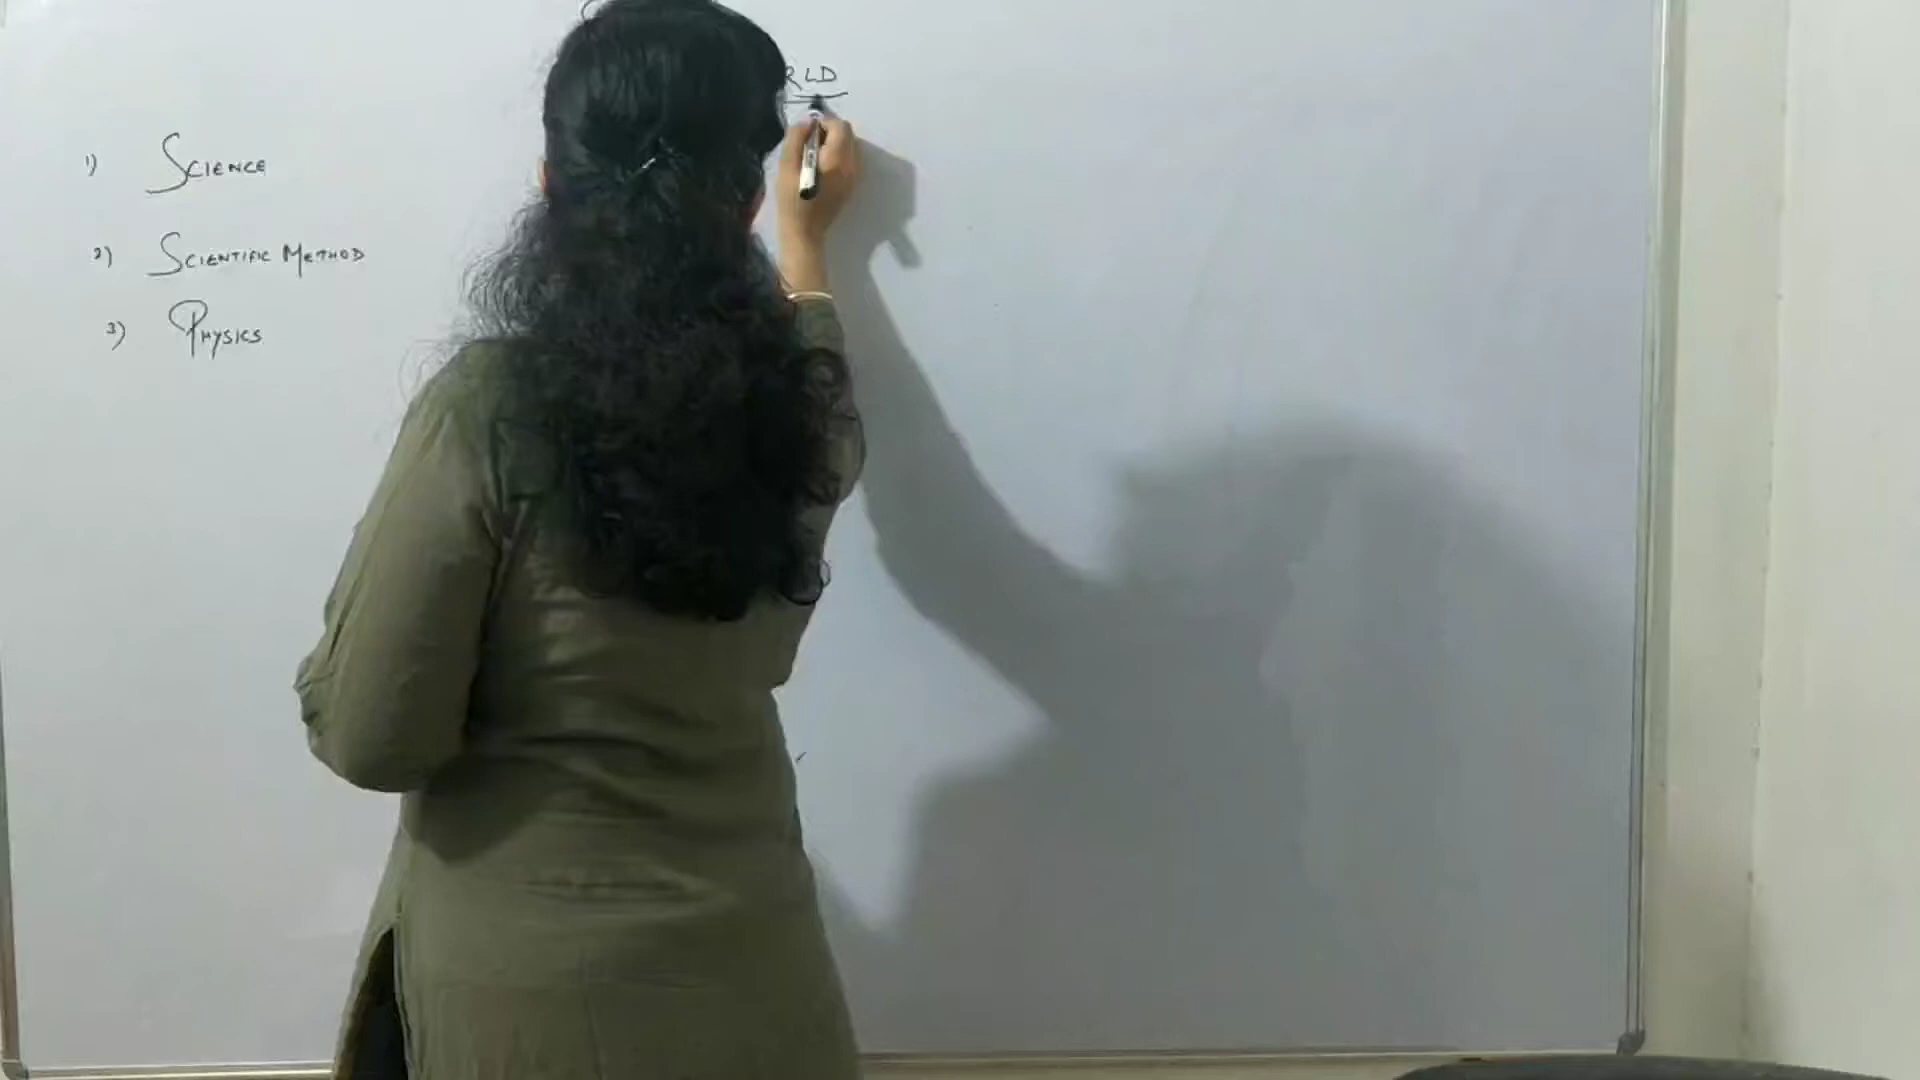 RLD
1) SCIENCE
2) SCIENTIFIC METHOD
3) PHYSICS